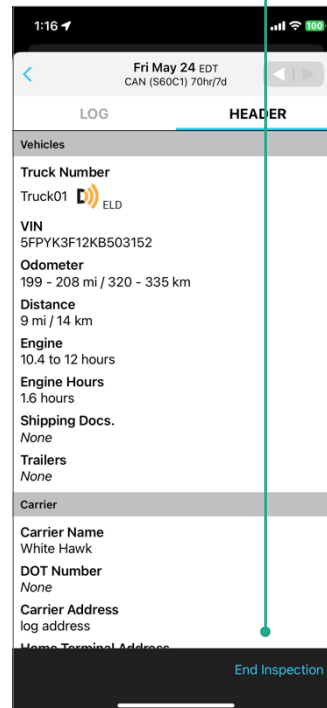 1:16
100
Fri May 24 EDT
CAN (S60C1) 70hr/7d
LOG HEADER
Vehicles
Truck Number
Truck01 ELD
VIN
5FPYK3F12KB503152
Odometer
199 - 208 mi / 320 - 335 km
Distance
9 mi / 14 km
Engine
10.4 to 12 hours
Engine Hours
1.6 hours
Shipping Docs.
None
Trailers
None
Carrier
Carrier Name
White Hawk
DOT Number
None
Carrier Address
log address
Home Terminal Address
End Inspection